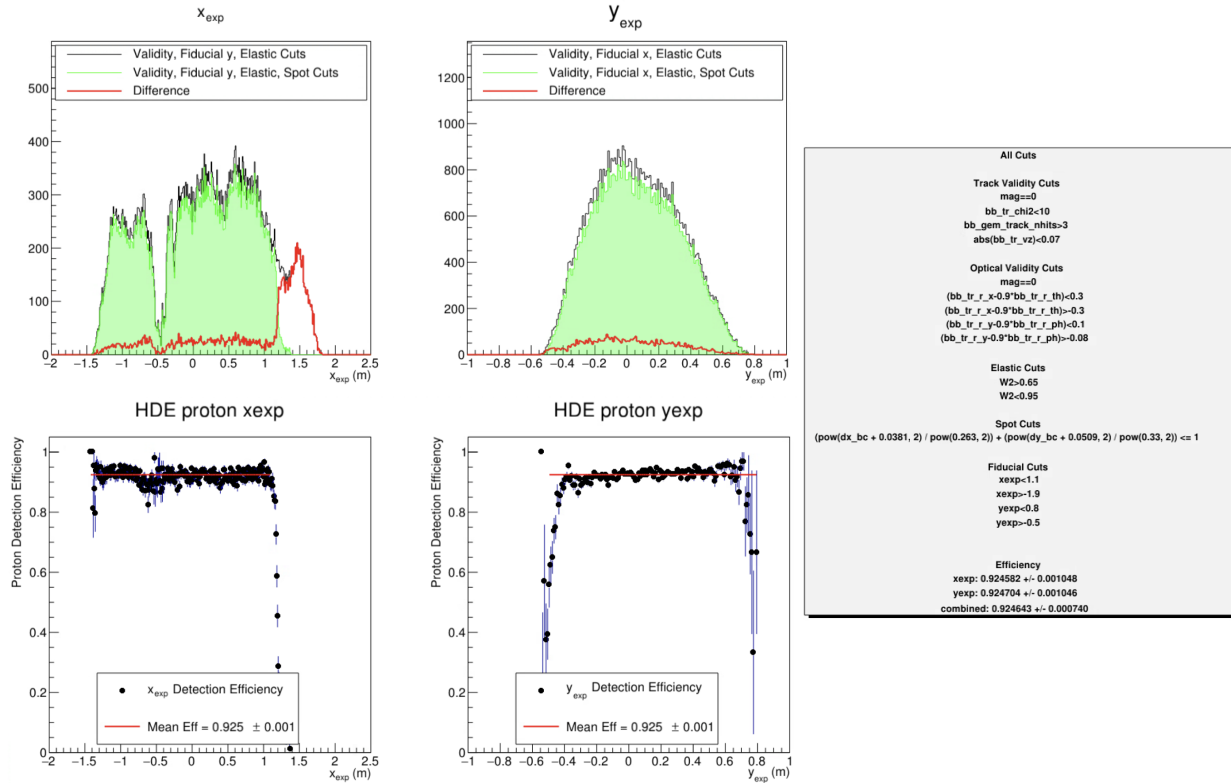 x_exp
Validity, Fiducial y, Elastic Cuts
Validity, Fiducial y, Elastic, Spot Cuts
Difference
500
400
300
200
100
0
−2 −1.5 −1 −0.5 0 0.5 1 1.5 2 2.5
x_exp (m)
y_exp
Validity, Fiducial x, Elastic Cuts
Validity, Fiducial x, Elastic, Spot Cuts
Difference
1200
1000
800
600
400
200
0
−1 −0.8 −0.6 −0.4 −0.2 0 0.2 0.4 0.6 0.8 1
y_exp (m)
HDE proton xexp
Proton Detection Efficiency
1
0.8
0.6
0.4
0.2
0
x_exp Detection Efficiency
Mean Eff = 0.925 ± 0.001
−2 −1.5 −1 −0.5 0 0.5 1 1.5 2 2.5
x_exp (m)
HDE proton yexp
Proton Detection Efficiency
1
0.8
0.6
0.4
0.2
0
y_exp Detection Efficiency
Mean Eff = 0.925 ± 0.001
−1 −0.8 −0.6 −0.4 −0.2 0 0.2 0.4 0.6 0.8 1
y_exp (m)
All Cuts
Track Validity Cuts
mag==0
bb_tr_chi2<10
bb_gem_track_nhits>3
abs(bb_tr_vz)<0.07
Optical Validity Cuts
mag==0
(bb_tr_r_x-0.9*bb_tr_r_th)<0.3
(bb_tr_r_x-0.9*bb_tr_r_th)>-0.3
(bb_tr_r_y-0.9*bb_tr_r_ph)<0.1
(bb_tr_r_y-0.9*bb_tr_r_ph)>-0.08
Elastic Cuts
W2>0.65
W2<0.95
Spot Cuts
(pow(dx_bc + 0.0381, 2) / pow(0.263, 2)) + (pow(dy_bc + 0.0509, 2) / pow(0.33, 2)) <= 1
Fiducial Cuts
xexp<1.1
xexp>-1.9
yexp<0.8
yexp>-0.5
Efficiency
xexp: 0.924582 +/- 0.001048
yexp: 0.924704 +/- 0.001046
combined: 0.924643 +/- 0.000740